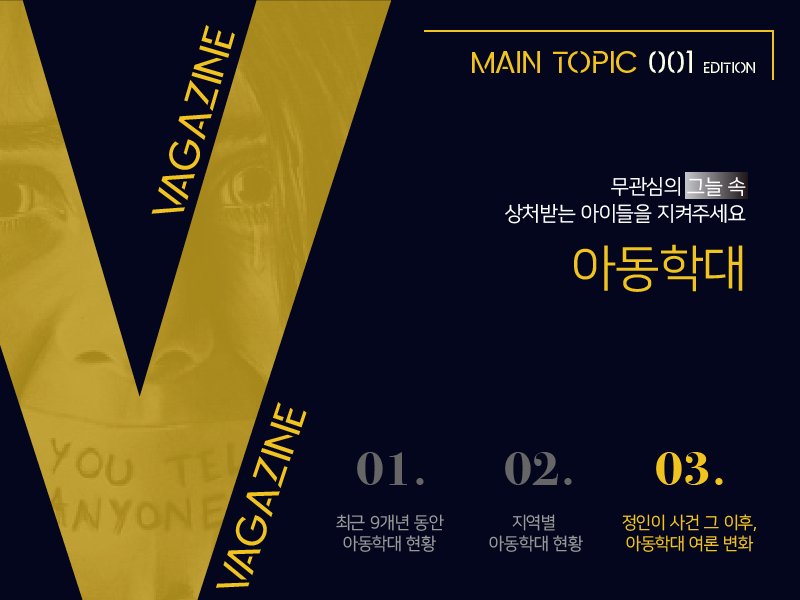 VAGAZINE
MAIN TOPIC 001 EDITION
무관심의 그늘 속
상처받는 아이들을 지켜주세요
아동학대
YOU TEL
ANYONE
VAGAZINE
01.
최근 9개년 동안
아동학대 현황
02.
지역별
아동학대 현황
03.
정인이 사건 그 이후,
아동학대 여론 변화